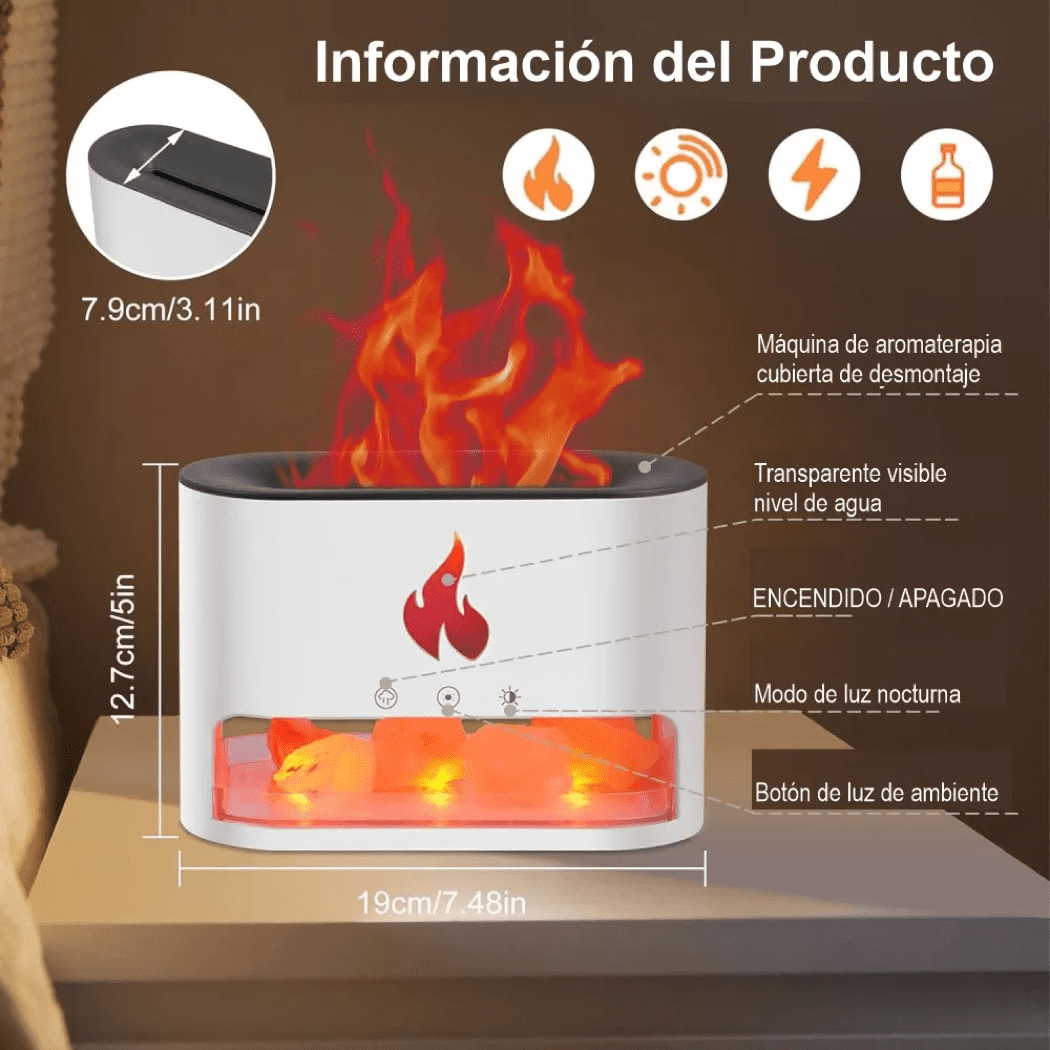 Información del Producto
7.9cm/3.11in
Máquina de aromaterapia
cubierta de desmontaje
Transparente visible
nivel de agua
ENCENDIDO / APAGADO
12.7cm/5in
Modo de luz nocturna
Botón de luz de ambiente
19cm/7.48in